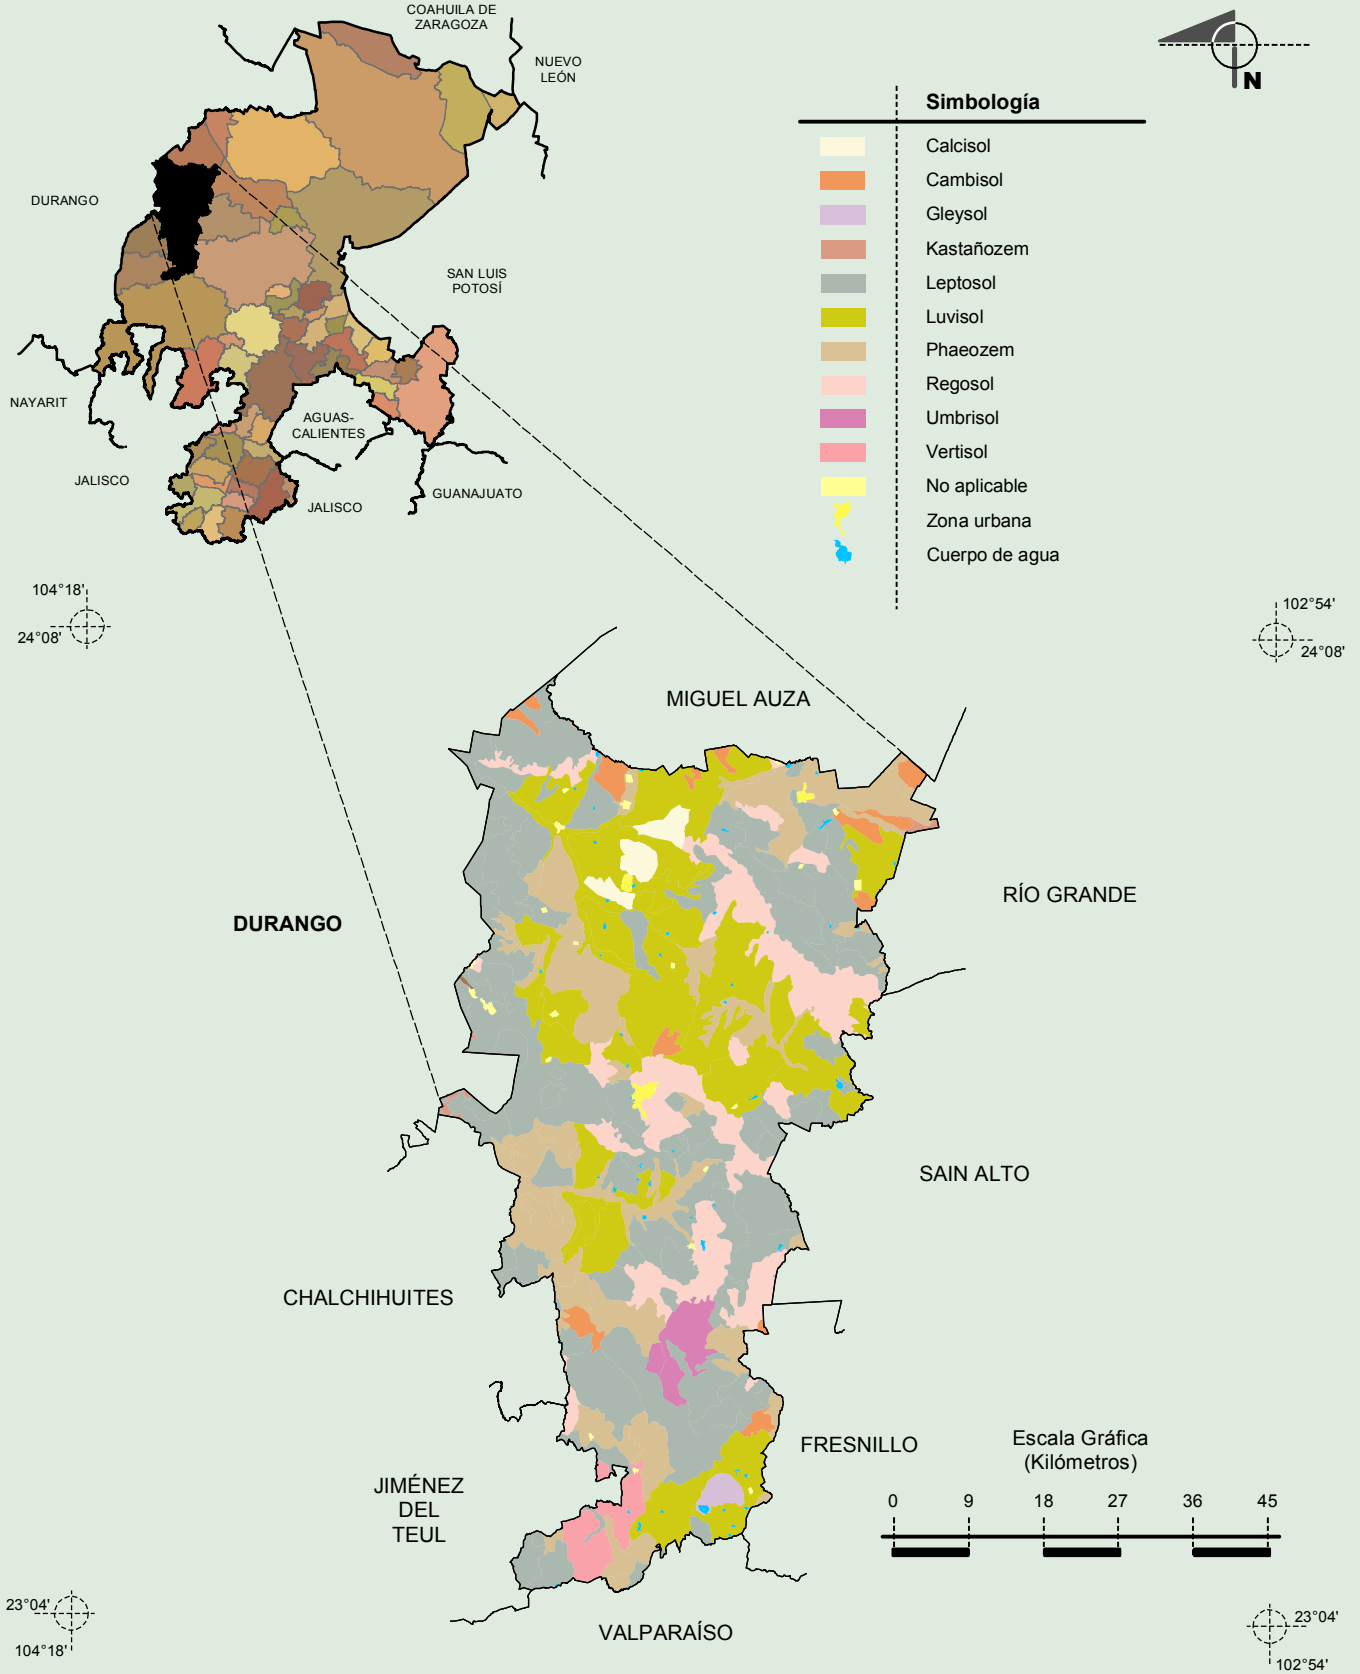 COAHUILA DE
ZARAGOZA
NUEVO
LEÓN
DURANGO
SAN LUIS
POTOSÍ
NAYARIT
AGUAS-
CALIENTES
JALISCO
JALISCO
GUANAJUATO
N
Simbología
Calcisol
Cambisol
Gleysol
Kastañozem
Leptosol
Luvisol
Phaeozem
Regosol
Umbrisol
Vertisol
No aplicable
Zona urbana
Cuerpo de agua
104°18'
24°08'
102°54'
24°08'
MIGUEL AUZA
RÍO GRANDE
DURANGO
SAIN ALTO
CHALCHIHUITES
FRESNILLO
JIMÉNEZ
DEL
TEUL
VALPARAÍSO
Escala Gráfica
(Kilómetros)
0 9 18 27 36 45
23°04'
104°18'
23°04'
102°54'